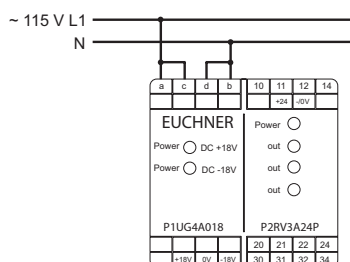 ~ 115 V L1
N
a c d b 10 11 12 14
+24 -/0V
EUCHNER Power
Power DC +18V out
Power DC -18V out
out
P1UG4A018 P2RV3A24P
20 21 22 24
+18V 0V -18V 30 31 32 34